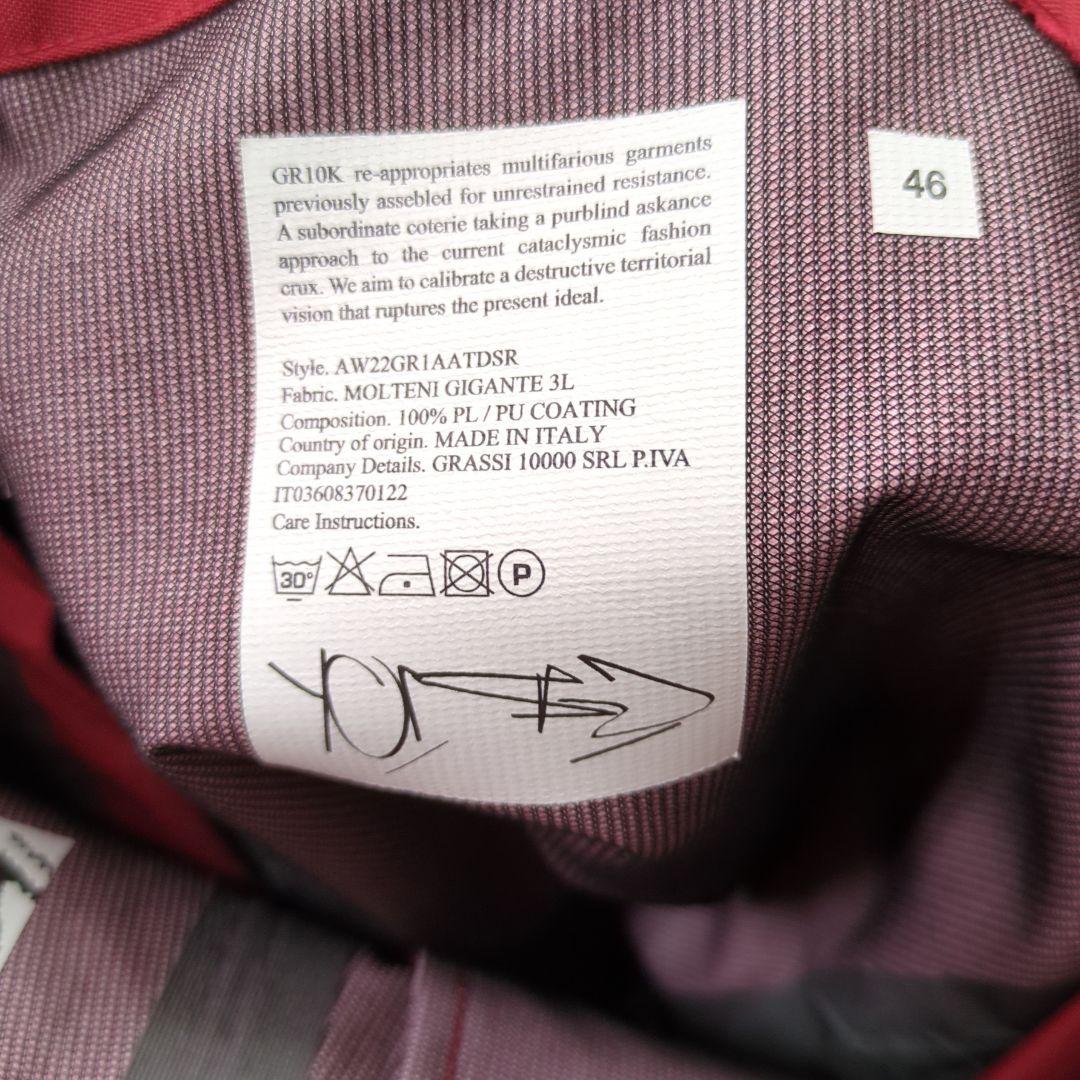 GR10K re-appropriates multifarious garments
previously assebled for unrestrained resistance.
A subordinate coterie taking a purblind askance
approach to the current cataclysmic fashion
crux. We aim to calibrate a destructive territorial
vision that ruptures the present ideal.
Style. AW22GR1AATDSR
Fabric. MOLTENI GIGANTE 3L
Composition. 100% PL / PU COATING
Country of origin. MADE IN ITALY
Company Details. GRASSI 10000 SRL P.IVA
IT03608370122
Care Instructions.
30° P
46